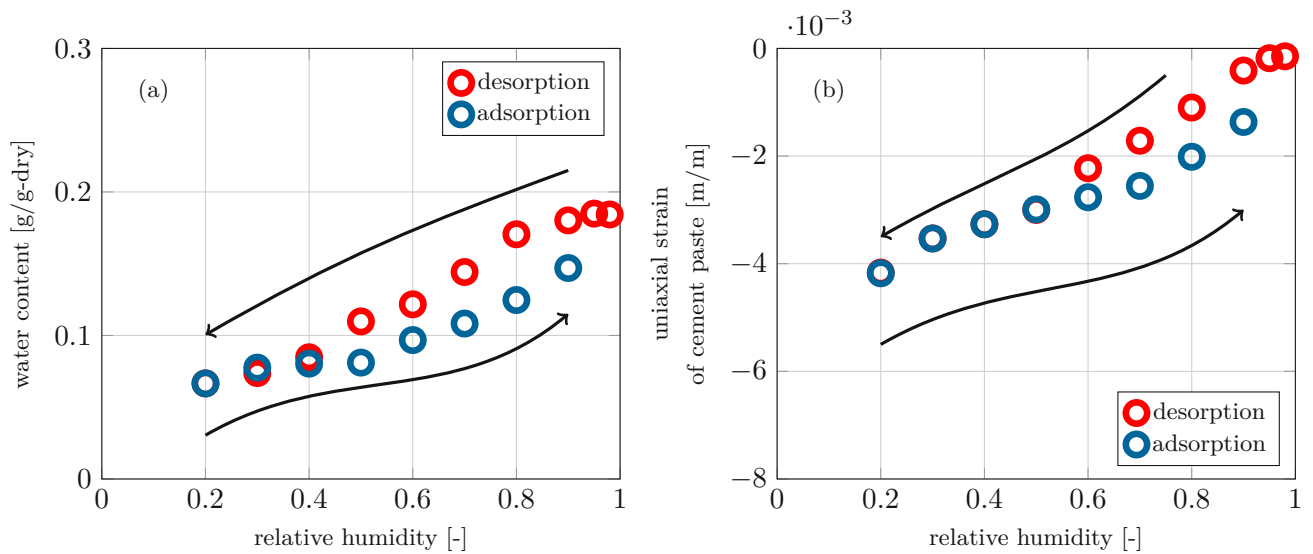 (a)
desorption
adsorption
0.3
0.2
0.1
0
water content [g/g-dry]
0
0.2
0.4
0.6
0.8
1
relative humidity [-]
·10⁻³
(b)
0
−2
−4
−6
−8
uniaxial strain
of cement paste [m/m]
desorption
adsorption
0
0.2
0.4
0.6
0.8
1
relative humidity [-]